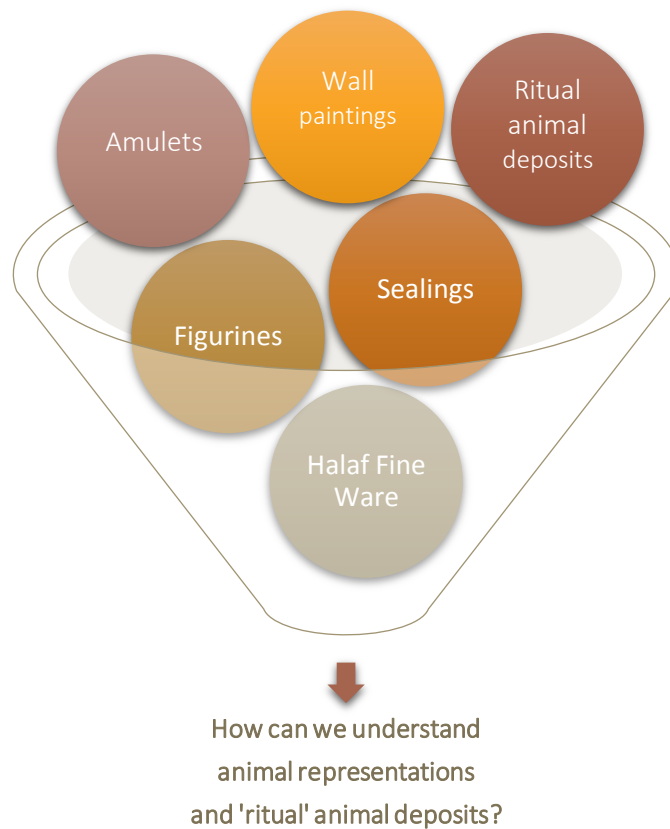 Amulets
Wall
paintings
Ritual
animal
deposits
Figurines
Sealings
Halaf Fine
Ware
How can we understand
animal representations
and 'ritual' animal deposits?